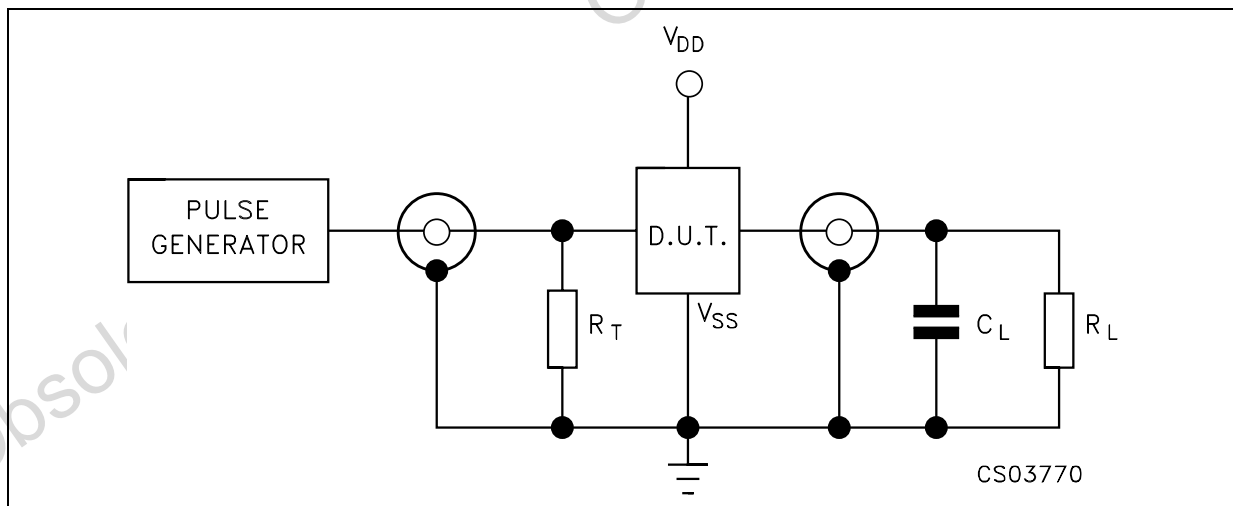 VDD
PULSE
GENERATOR
D.U.T.
VSS
RT
CL
RL
CS03770